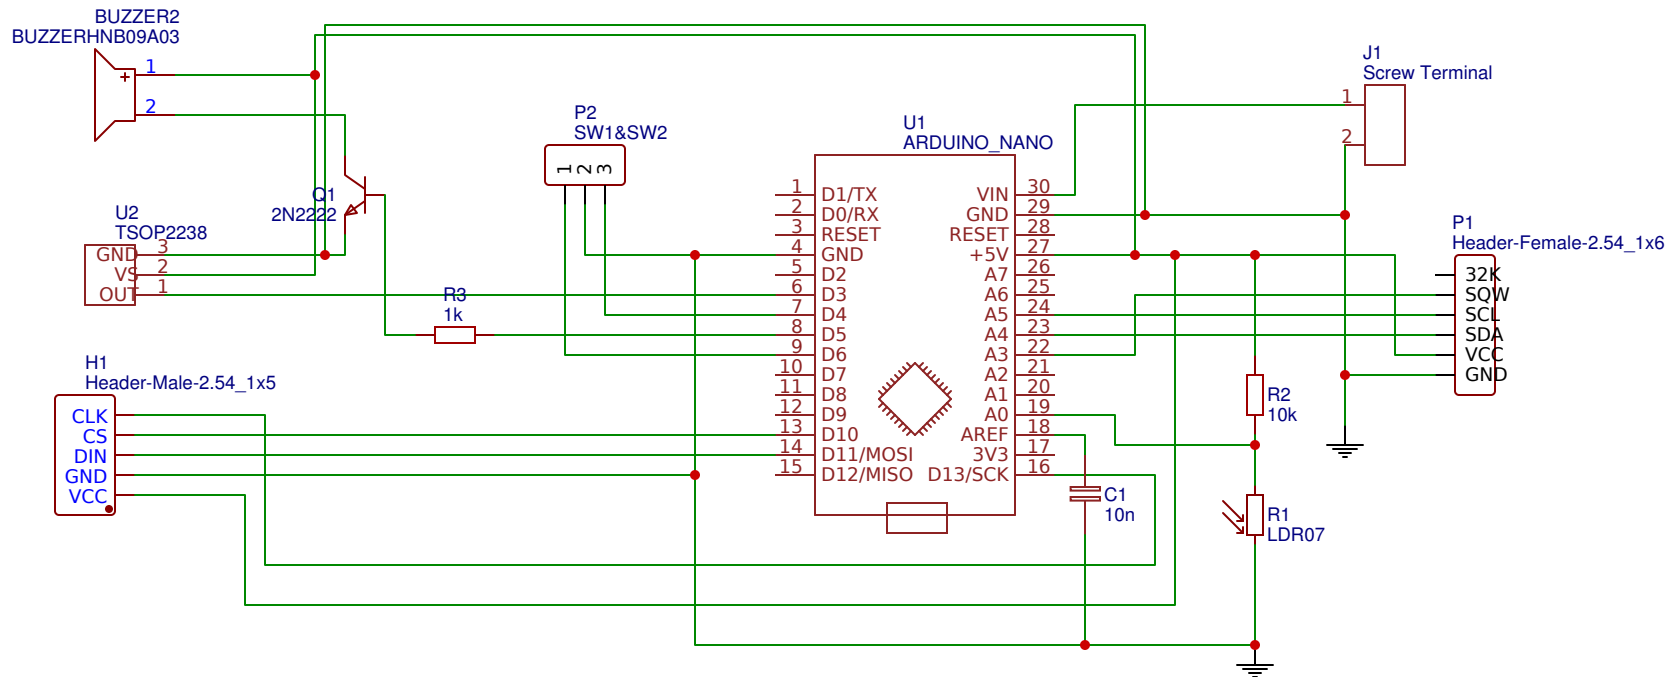 BUZZER2
BUZZERHNB09A03
1
2
U2
TSOP2238
GND 3
VS 2
OUT 1
Q1
2N2222
R3
1k
P2
SW1&SW2
1 2 3
H1
Header-Male-2.54_1x5
CLK
CS
DIN
GND
VCC
U1
ARDUINO_NANO
1 D1/TX VIN 30
2 D0/RX GND 29
3 RESET RESET 28
4 GND +5V 27
5 D2 A7 26
6 D3 A6 25
7 D4 A5 24
8 D5 A4 23
9 D6 A3 22
10 D7 A2 21
11 D8 A1 20
12 D9 A0 19
13 D10 AREF 18
14 D11/MOSI 3V3 17
15 D12/MISO D13/SCK 16
C1
10n
R2
10k
R1
LDR07
J1
Screw Terminal
1
2
P1
Header-Female-2.54_1x6
32K
SQW
SCL
SDA
VCC
GND